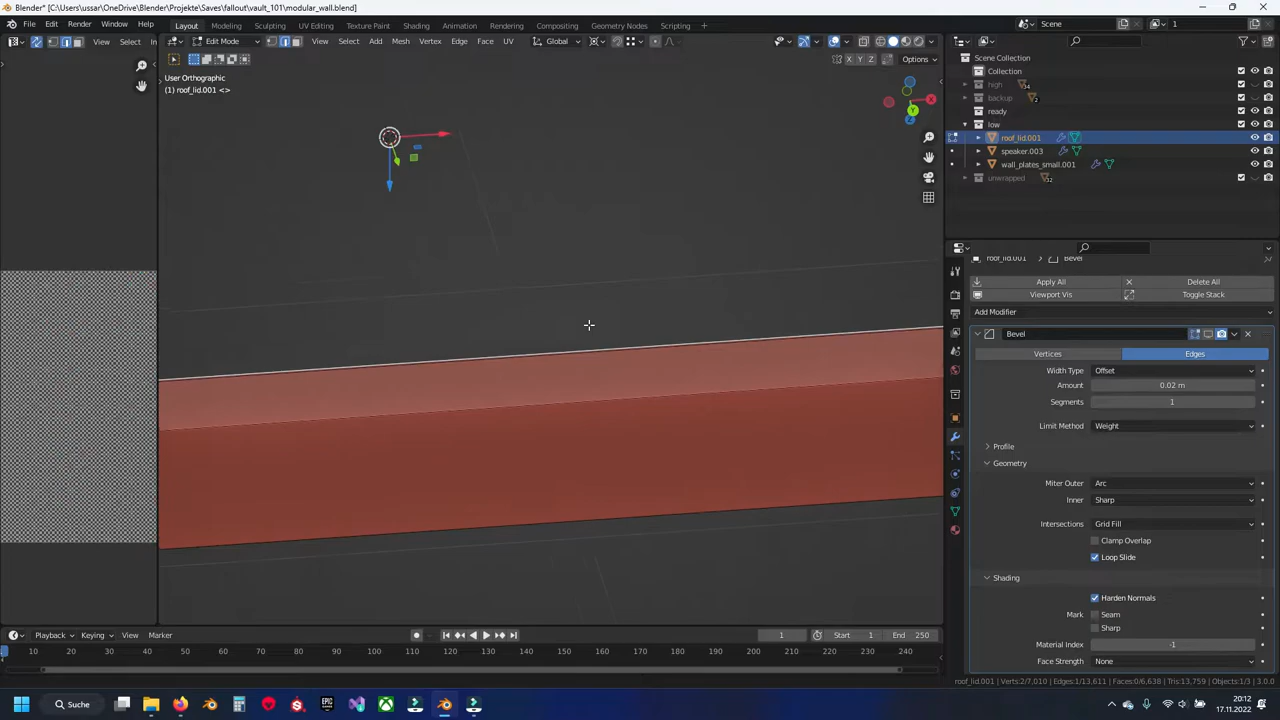 Blender* [C:\Users\ussar\OneDrive\Blender\Projekte\Saves\fallout\vault_101\modular_wall.blend]
File Edit Render Window Help Layout Modeling Sculpting UV Editing Texture Paint Shading Animation Rendering Compositing Geometry Nodes Scripting Scene 1
View Select Edit Mode View Select Add Mesh Vertex Edge Face UV Global
X Y Z Options
User Orthographic
(1) roof_lid.001 <>
X
Y
Z
Scene Collection
Collection
high 34
backup 2
ready
low
roof_lid.001
speaker.003
wall_plates_small.001
unwrapped 32
roof_lid.001 Bevel
Apply All Delete All
Viewport Vis Toggle Stack
Add Modifier
Bevel
Vertices Edges
Width Type Offset
Amount 0.02 m
Segments 1
Limit Method Weight
Profile
Geometry
Miter Outer Arc
Inner Sharp
Intersections Grid Fill
Clamp Overlap
Loop Slide
Shading
Harden Normals
Mark Seam
Sharp
Material Index -1
Face Strength None
Playback Keying View Marker 1 Start 1 End 250
10 20 30 40 50 60 70 80 90 100 110 120 130 140 150 160 170 180 190 200 210 220 230 240
roof_lid.001 | Verts:2/7,010 | Edges:1/13,611 | Faces:0/6,638 | Tris:13,759 | Objects:1/3 | 3.0.0
Suche
EPIC
GAMES
20:12
17.11.2022